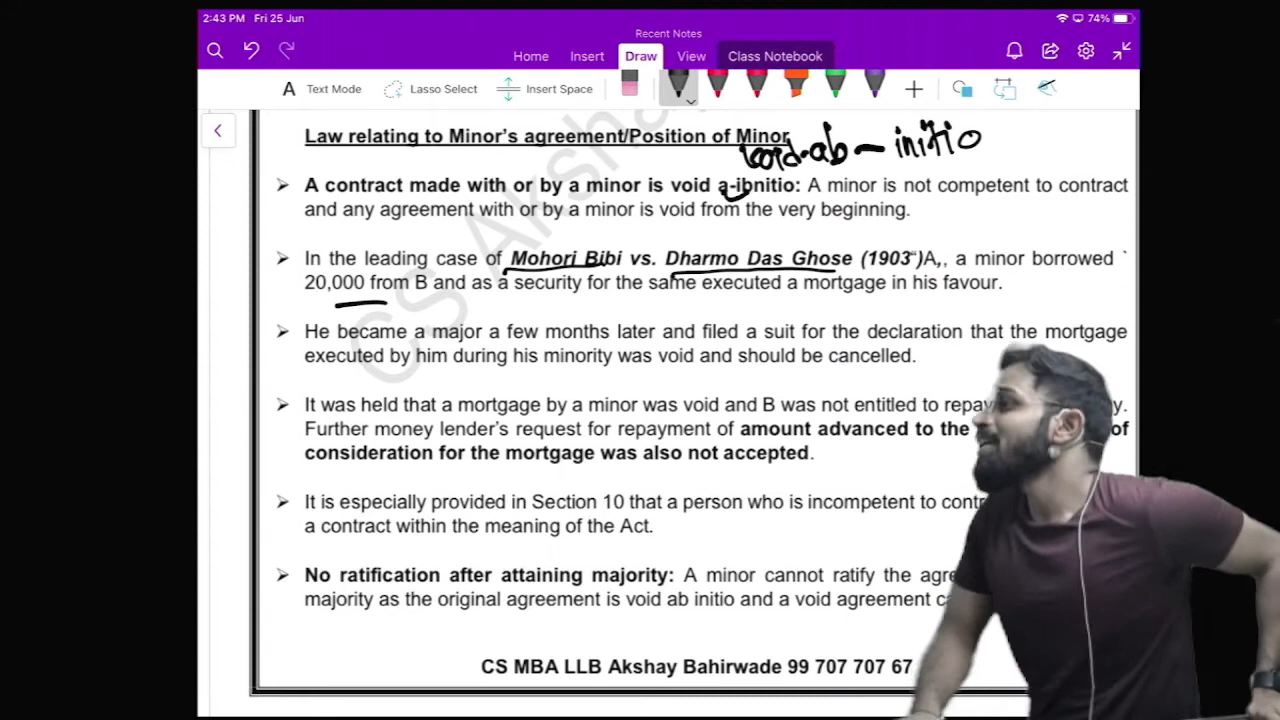 2:43 PM Fri 25 Jun
74%
Recent Notes
Home Insert Draw View Class Notebook
Text Mode Lasso Select Insert Space
Law relating to Minor's agreement/Position of Minor
void-ab-initio
A contract made with or by a minor is void a-ibnitio: A minor is not competent to contract
and any agreement with or by a minor is void from the very beginning.
In the leading case of Mohori Bibi vs. Dharmo Das Ghose (1903")A,, a minor borrowed `
20,000 from B and as a security for the same executed a mortgage in his favour.
He became a major a few months later and filed a suit for the declaration that the mortgage
executed by him during his minority was void and should be cancelled.
It was held that a mortgage by a minor was void and B was not entitled to
Further money lender's request for repayment of amount advanced to the of
consideration for the mortgage was also not accepted.
It is especially provided in Section 10 that a person who is incompetent to
a contract within the meaning of the Act.
No ratification after attaining majority: A minor cannot ratify the
majority as the original agreement is void ab initio and a void agreement
CS MBA LLB Akshay Bahirwade 99 707 707 67
CS Akshay